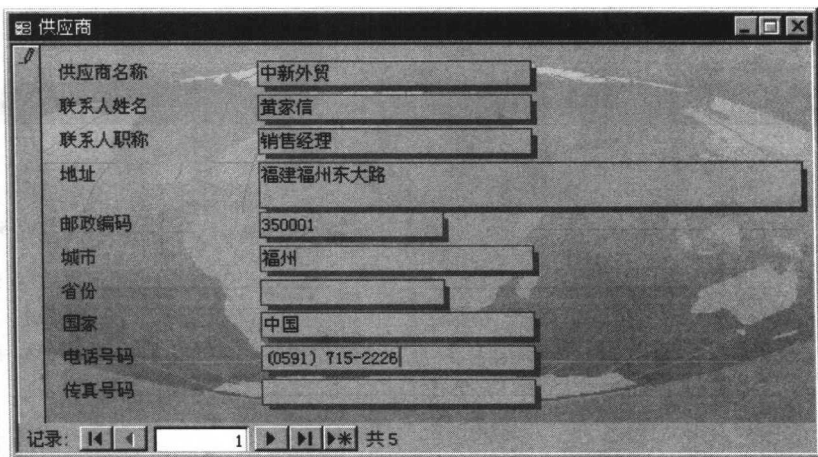 供应商
供应商名称 中新外贸
联系人姓名 黄家信
联系人职称 销售经理
地址 福建福州东大路
邮政编码 350001
城市 福州
省份
国家 中国
电话号码 (0591) 715-2226
传真号码
记录: 1 共5